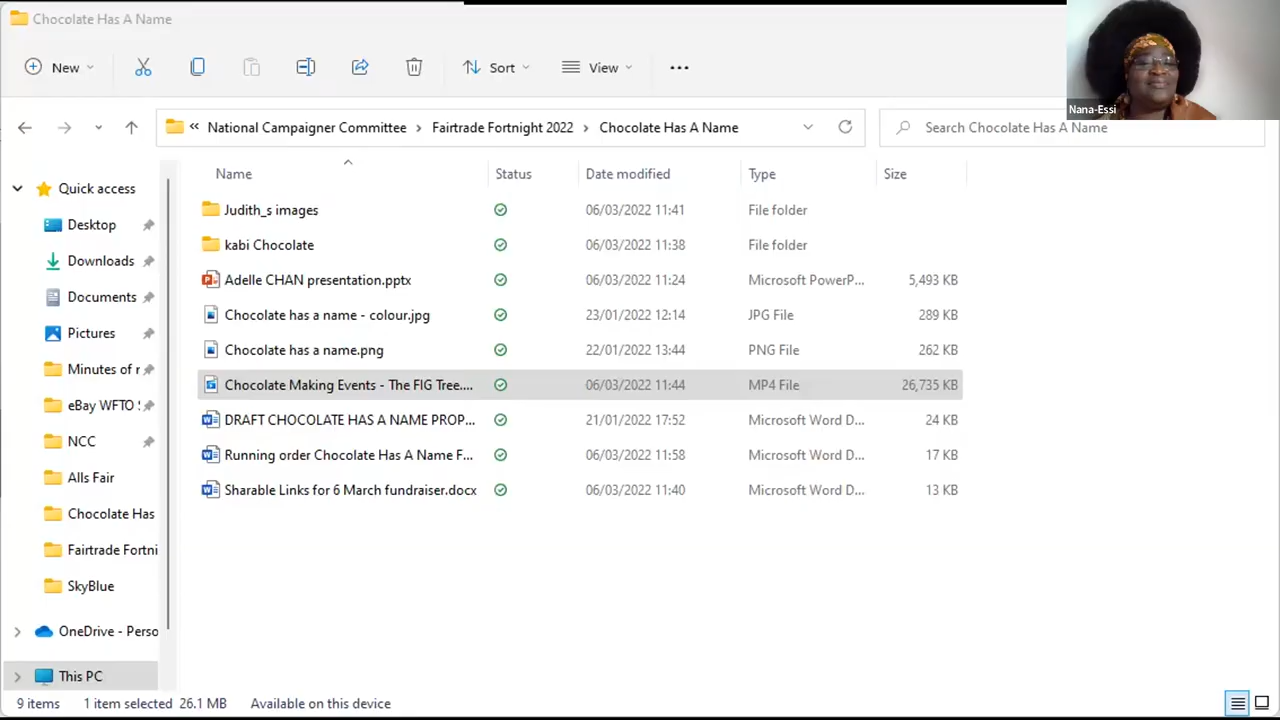 Chocolate Has A Name
New
Sort
View
Nana-Essi
« National Campaigner Committee > Fairtrade Fortnight 2022 > Chocolate Has A Name
Search Chocolate Has A Name
Name Status Date modified Type Size
Quick access
Desktop
Downloads
Documents
Pictures
Minutes of r
eBay WFTO S
NCC
Alls Fair
Chocolate Has
Fairtrade Fortni
SkyBlue
OneDrive - Perso
This PC
Judith_s images 06/03/2022 11:41 File folder
kabi Chocolate 06/03/2022 11:38 File folder
Adelle CHAN presentation.pptx 06/03/2022 11:24 Microsoft PowerP... 5,493 KB
Chocolate has a name - colour.jpg 23/01/2022 12:14 JPG File 289 KB
Chocolate has a name.png 22/01/2022 13:44 PNG File 262 KB
Chocolate Making Events - The FIG Tree.... 06/03/2022 11:44 MP4 File 26,735 KB
DRAFT CHOCOLATE HAS A NAME PROP... 21/01/2022 17:52 Microsoft Word D... 24 KB
Running order Chocolate Has A Name F... 06/03/2022 11:58 Microsoft Word D... 17 KB
Sharable Links for 6 March fundraiser.docx 06/03/2022 11:40 Microsoft Word D... 13 KB
9 items 1 item selected 26.1 MB Available on this device